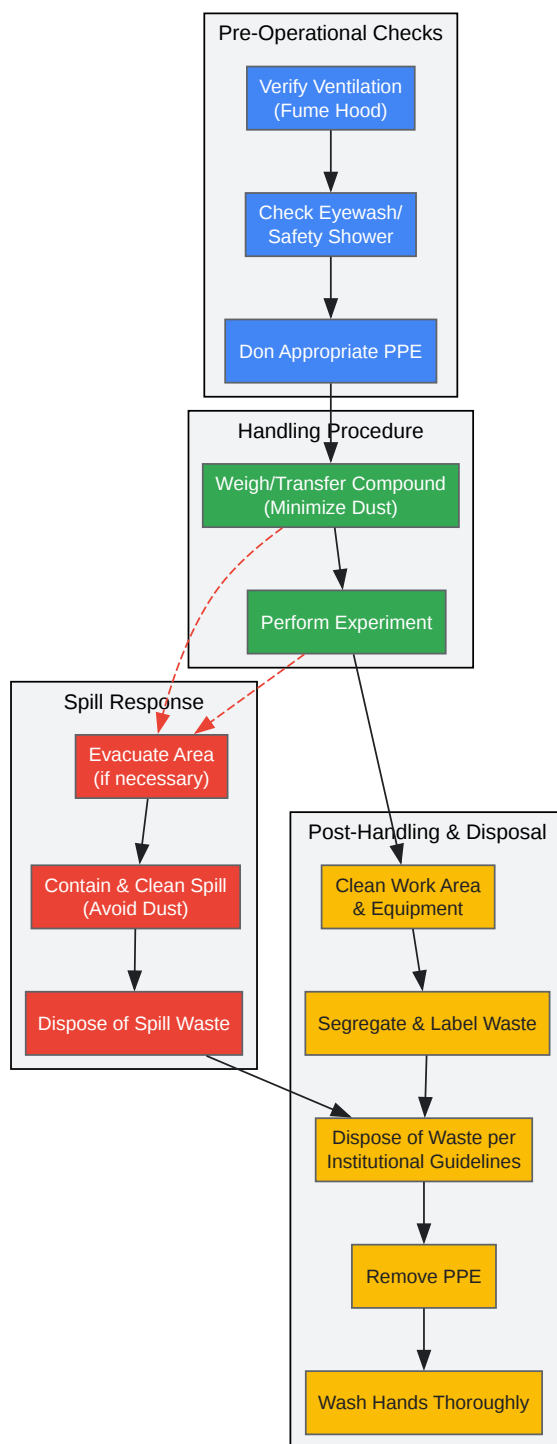 Pre-Operational Checks
Verify Ventilation
(Fume Hood)
Check Eyewash/
Safety Shower
Don Appropriate PPE
Handling Procedure
Weigh/Transfer Compound
(Minimize Dust)
Perform Experiment
Spill Response
Evacuate Area
(if necessary)
Contain & Clean Spill
(Avoid Dust)
Dispose of Spill Waste
Post-Handling & Disposal
Clean Work Area
& Equipment
Segregate & Label Waste
Dispose of Waste per
Institutional Guidelines
Remove PPE
Wash Hands Thoroughly